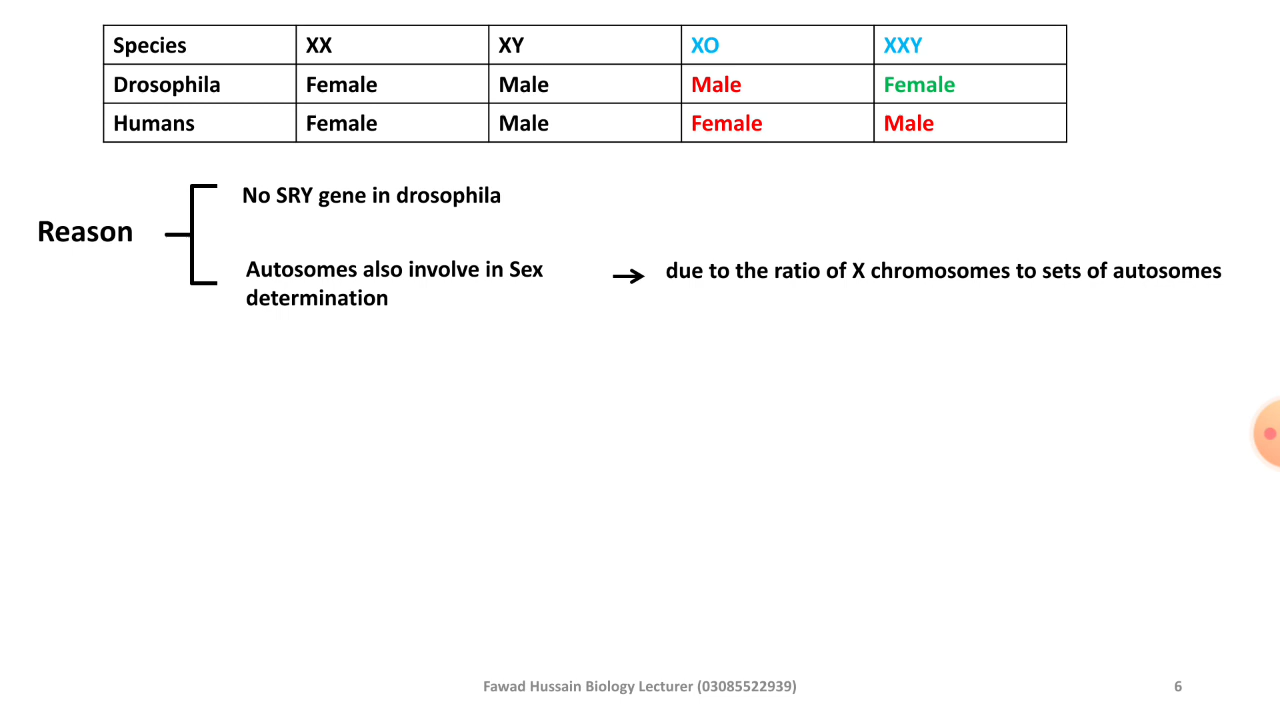 Species XX XY XO XXY
Drosophila Female Male Male Female
Humans Female Male Female Male
No SRY gene in drosophila
Reason
Autosomes also involve in Sex
determination
due to the ratio of X chromosomes to sets of autosomes
Fawad Hussain Biology Lecturer (03085522939)
6